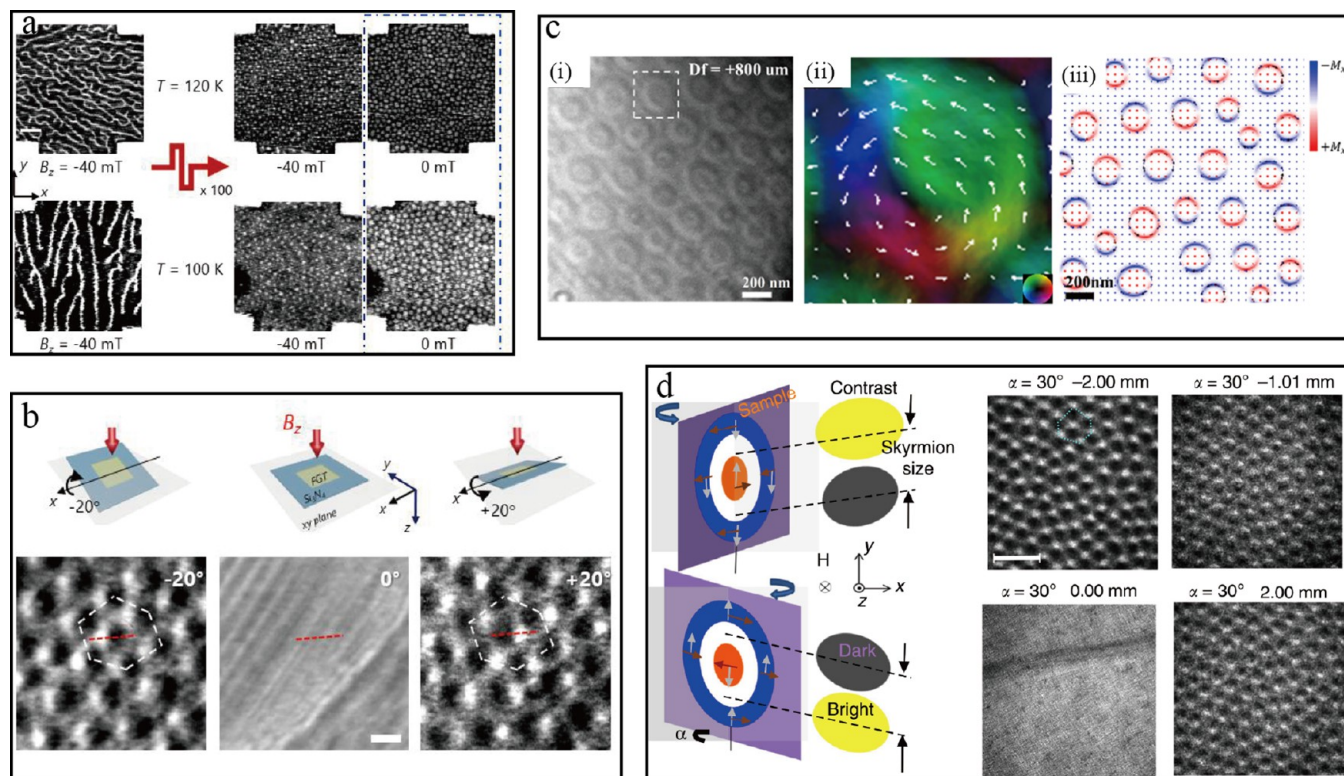 a
T = 120 K
B_z = -40 mT
-40 mT
0 mT
x 100
y
x
T = 100 K
B_z = -40 mT
-40 mT
0 mT
b
B_z
x
-20°
FGT
Si₃N₄
xy plane
y
x
z
x
+20°
-20°
0°
+20°
c
(i)
Df = +800 um
200 nm
(ii)
(iii)
200nm
d
Sample
Contrast
Skyrmion
size
H
y
x
z
Dark
Bright
α
α = 30° −2.00 mm
α = 30° −1.01 mm
α = 30° 0.00 mm
α = 30° 2.00 mm